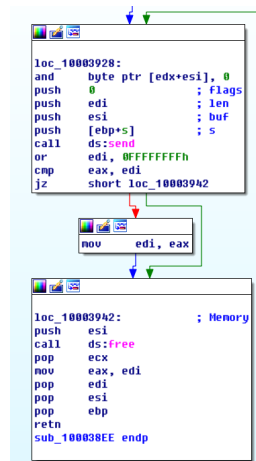 loc_10003928:
and byte ptr [edx+esi], 0
push 0 ; flags
push edi ; len
push esi ; buf
push [ebp+s] ; s
call ds:send
or edi, 0FFFFFFFFh
cmp eax, edi
jz short loc_10003942
mov edi, eax
loc_10003942: ; Memory
push esi
call ds:free
pop ecx
mov eax, edi
pop edi
pop esi
pop ebp
retn
sub_100038EE endp